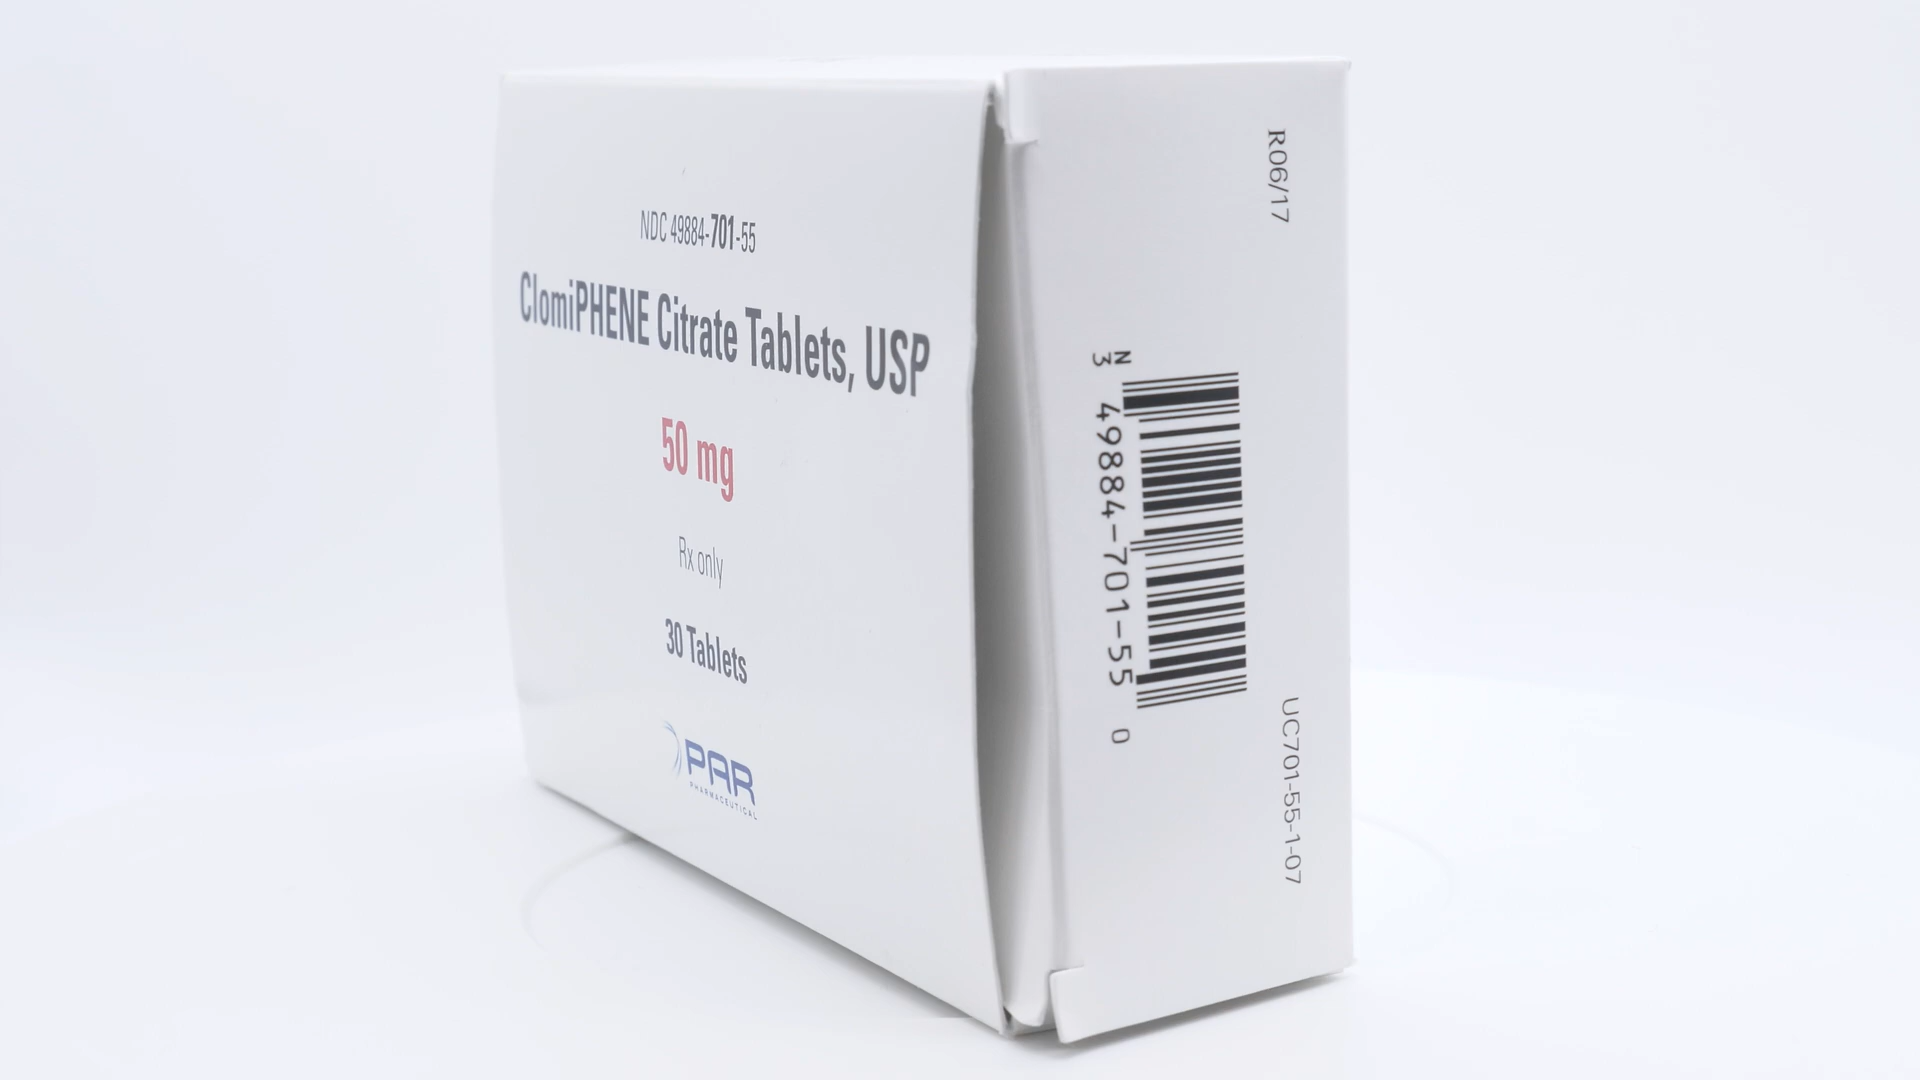 NDC 49884-701-55
ClomiPHENE Citrate Tablets, USP
50 mg
Rx only
30 Tablets
PAR
PHARMACEUTICAL
R06/17
N
3 49884-701-55 0
UC701-55-1-07